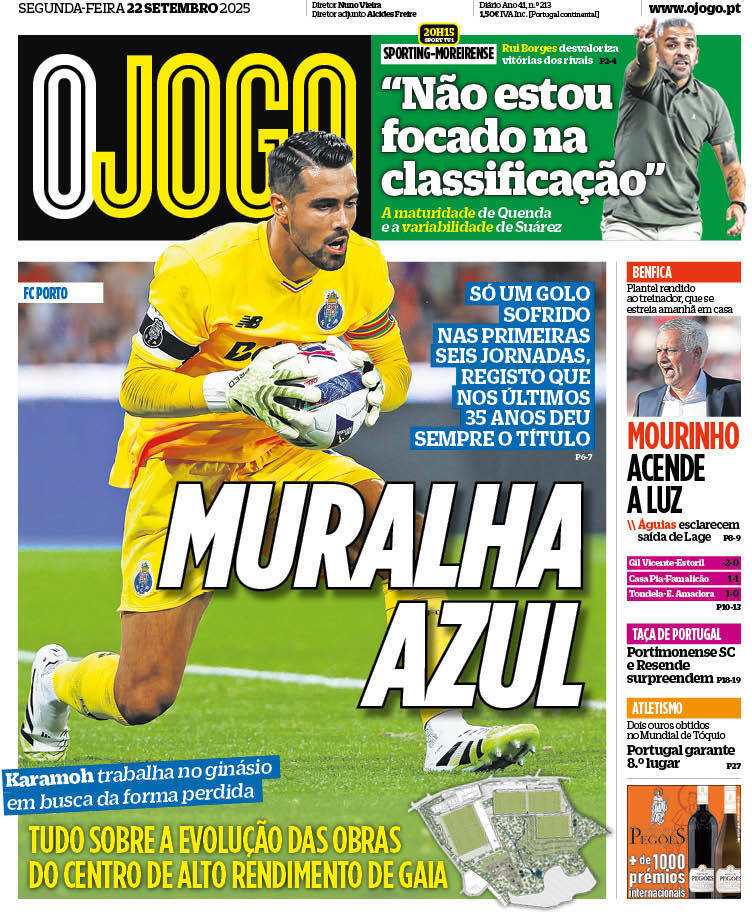 SEGUNDA-FEIRA 22 SETEMBRO 2025
Diretor Nuno Vieira
Diretor adjunto Alcides Freire
Diário Ano 41, n.º 213
1,50€ IVA Inc. [Portugal continental]
www.ojogo.pt
O JOGO
20H15
SPORT TV1
SPORTING-MOREIRENSE
Rui Borges desvaloriza
vitórias dos rivais P2-4
“Não estou
focado na
classificação”
A maturidade de Quenda
e a variabilidade de Suárez
FC PORTO
SÓ UM GOLO
SOFRIDO
NAS PRIMEIRAS
SEIS JORNADAS,
REGISTO QUE
NOS ÚLTIMOS
35 ANOS DEU
SEMPRE O TÍTULO
P6-7
MURALHA
AZUL
Karamoh trabalha no ginásio
em busca da forma perdida
TUDO SOBRE A EVOLUÇÃO DAS OBRAS
DO CENTRO DE ALTO RENDIMENTO DE GAIA
BENFICA
Plantel rendido
ao treinador, que se
estreia amanhã em casa
MOURINHO
ACENDE
A LUZ
\\ Águias esclarecem
saída de Lage P8-9
Gil Vicente-Estoril 2-0
Casa Pia-Famalicão 1-1
Tondela-E. Amadora 1-0
P10-13
TAÇA DE PORTUGAL
Portimonense SC
e Resende
surpreendem P18-19
ATLETISMO
Dois ouros obtidos
no Mundial de Tóquio
Portugal garante
8.º lugar P27
PEGÕES
+ de 1000
prémios
internacionais